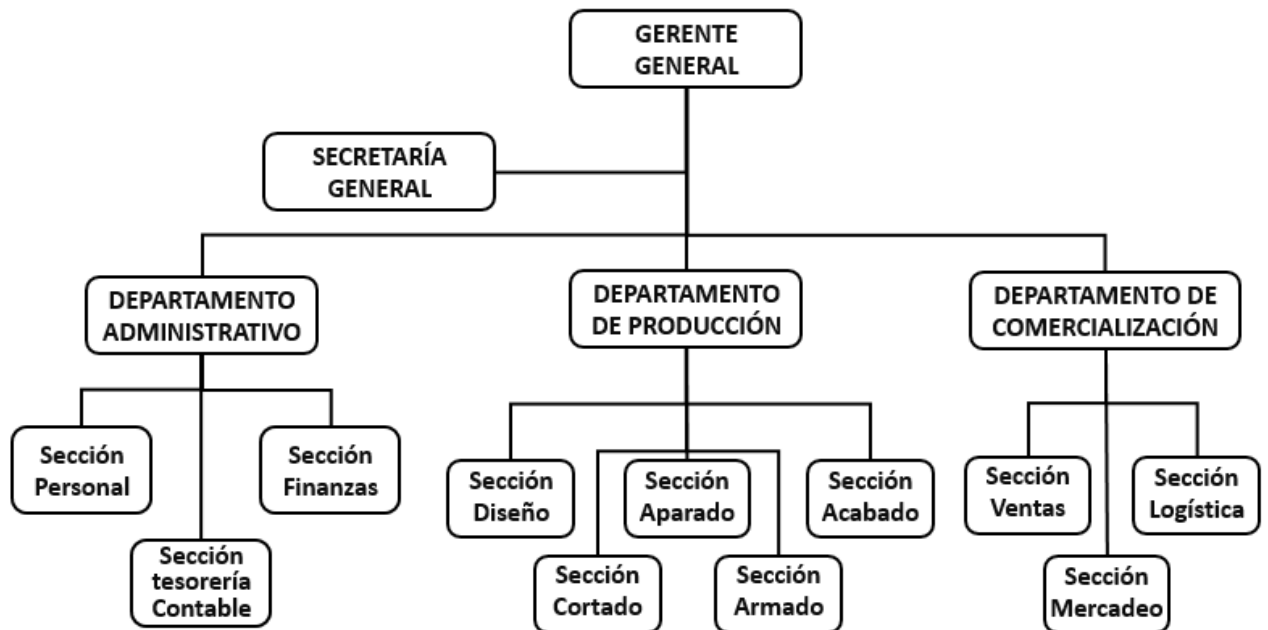 GERENTE
GENERAL
SECRETARÍA
GENERAL
DEPARTAMENTO
ADMINISTRATIVO
DEPARTAMENTO
DE PRODUCCIÓN
DEPARTAMENTO DE
COMERCIALIZACIÓN
Sección
Personal
Sección
Finanzas
Sección
tesorería
Contable
Sección
Diseño
Sección
Aparado
Sección
Acabado
Sección
Cortado
Sección
Armado
Sección
Ventas
Sección
Logística
Sección
Mercadeo